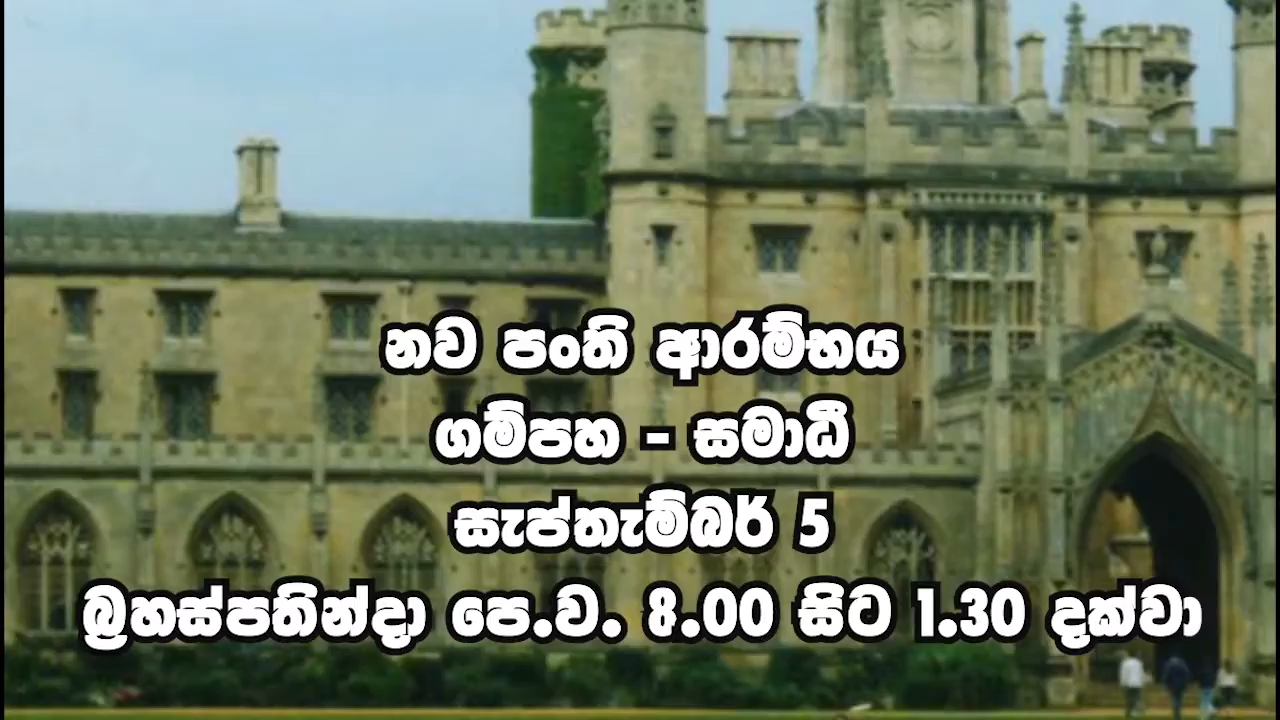 නව පංති ආරම්භය
ගම්පහ - සමාධී
සැප්තැම්බර් 5
බ්‍රහස්පතින්දා පෙ.ව. 8.00 සිට 1.30 දක්වා